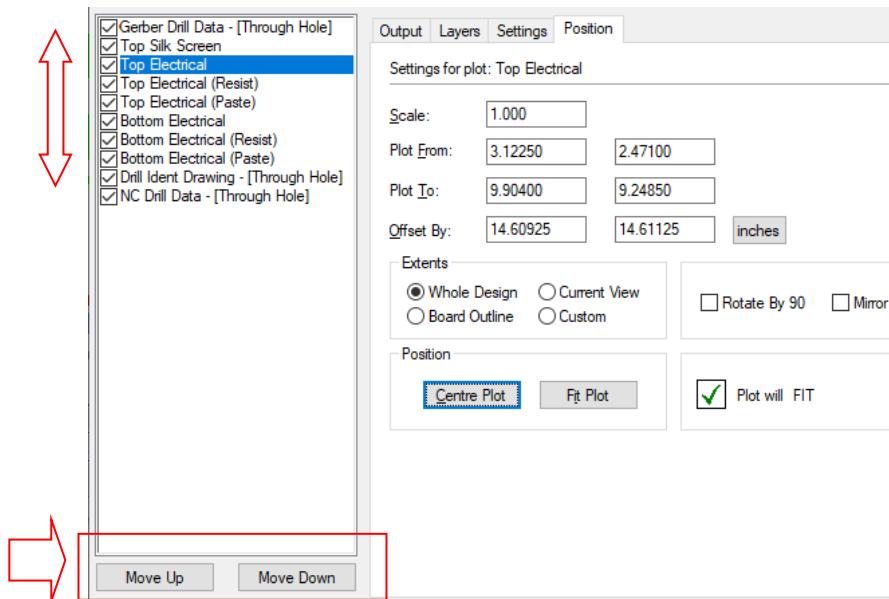 Gerber Drill Data - [Through Hole]
Top Silk Screen
Top Electrical
Top Electrical (Resist)
Top Electrical (Paste)
Bottom Electrical
Bottom Electrical (Resist)
Bottom Electrical (Paste)
Drill Ident Drawing - [Through Hole]
NC Drill Data - [Through Hole]
Move Up Move Down
Output Layers Settings Position
Settings for plot: Top Electrical
Scale: 1.000
Plot From: 3.12250 2.47100
Plot To: 9.90400 9.24850
Offset By: 14.60925 14.61125 inches
Extents
Whole Design Current View
Board Outline Custom
Rotate By 90 Mirror
Position
Centre Plot Fit Plot
Plot will FIT